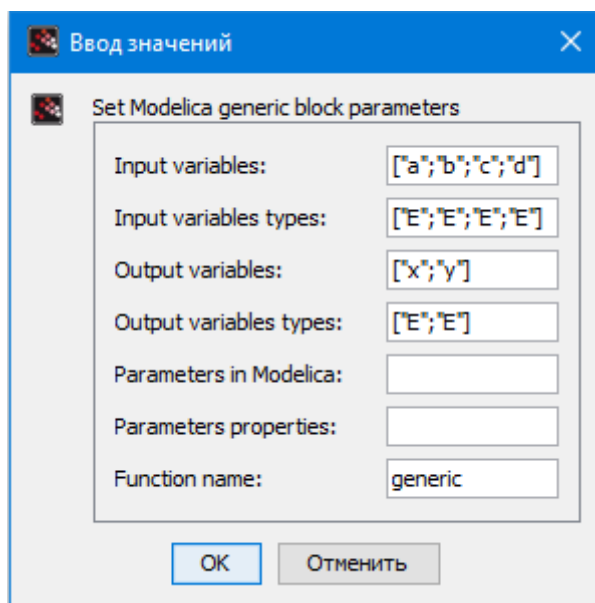 Ввод значений
Set Modelica generic block parameters
Input variables: ["a";"b";"c";"d"]
Input variables types: ["E";"E";"E";"E"]
Output variables: ["x";"y"]
Output variables types: ["E";"E"]
Parameters in Modelica:
Parameters properties:
Function name: generic
OK Отменить